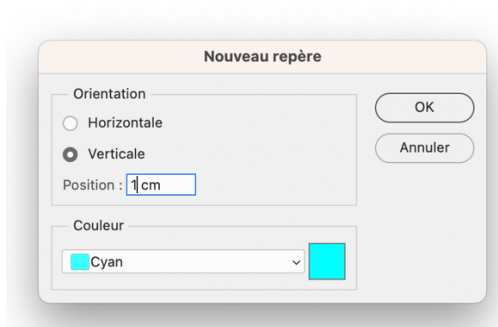 Nouveau repère
Orientation
Horizontale
Verticale
Position : 1 cm
Couleur
Cyan
OK
Annuler